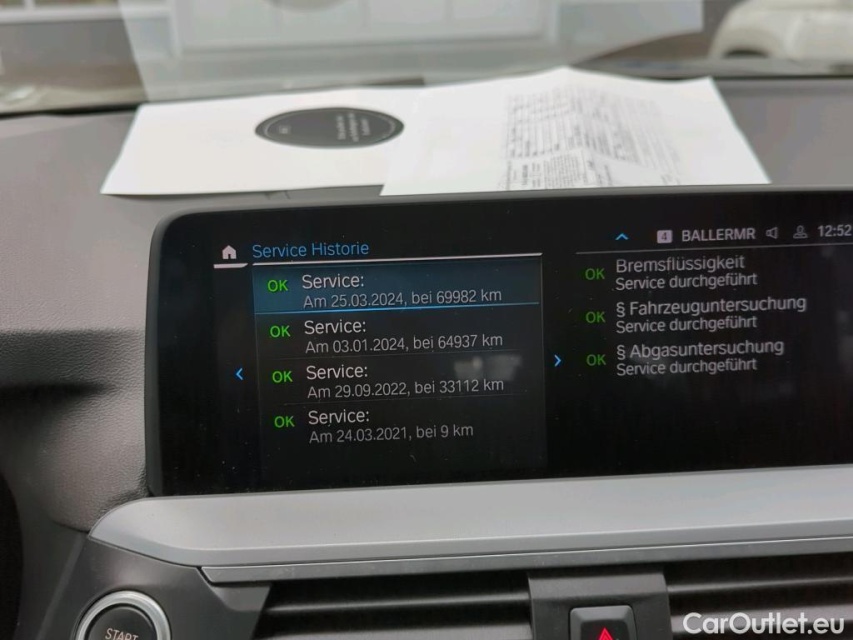 Service Historie
4 BALLERMR 12:52
OK Service:
Am 25.03.2024, bei 69982 km
OK Service:
Am 03.01.2024, bei 64937 km
OK Service:
Am 29.09.2022, bei 33112 km
OK Service:
Am 24.03.2021, bei 9 km
OK Bremsflüssigkeit
Service durchgeführt
OK § Fahrzeuguntersuchung
Service durchgeführt
OK § Abgasuntersuchung
Service durchgeführt
START
CarOutlet.eu